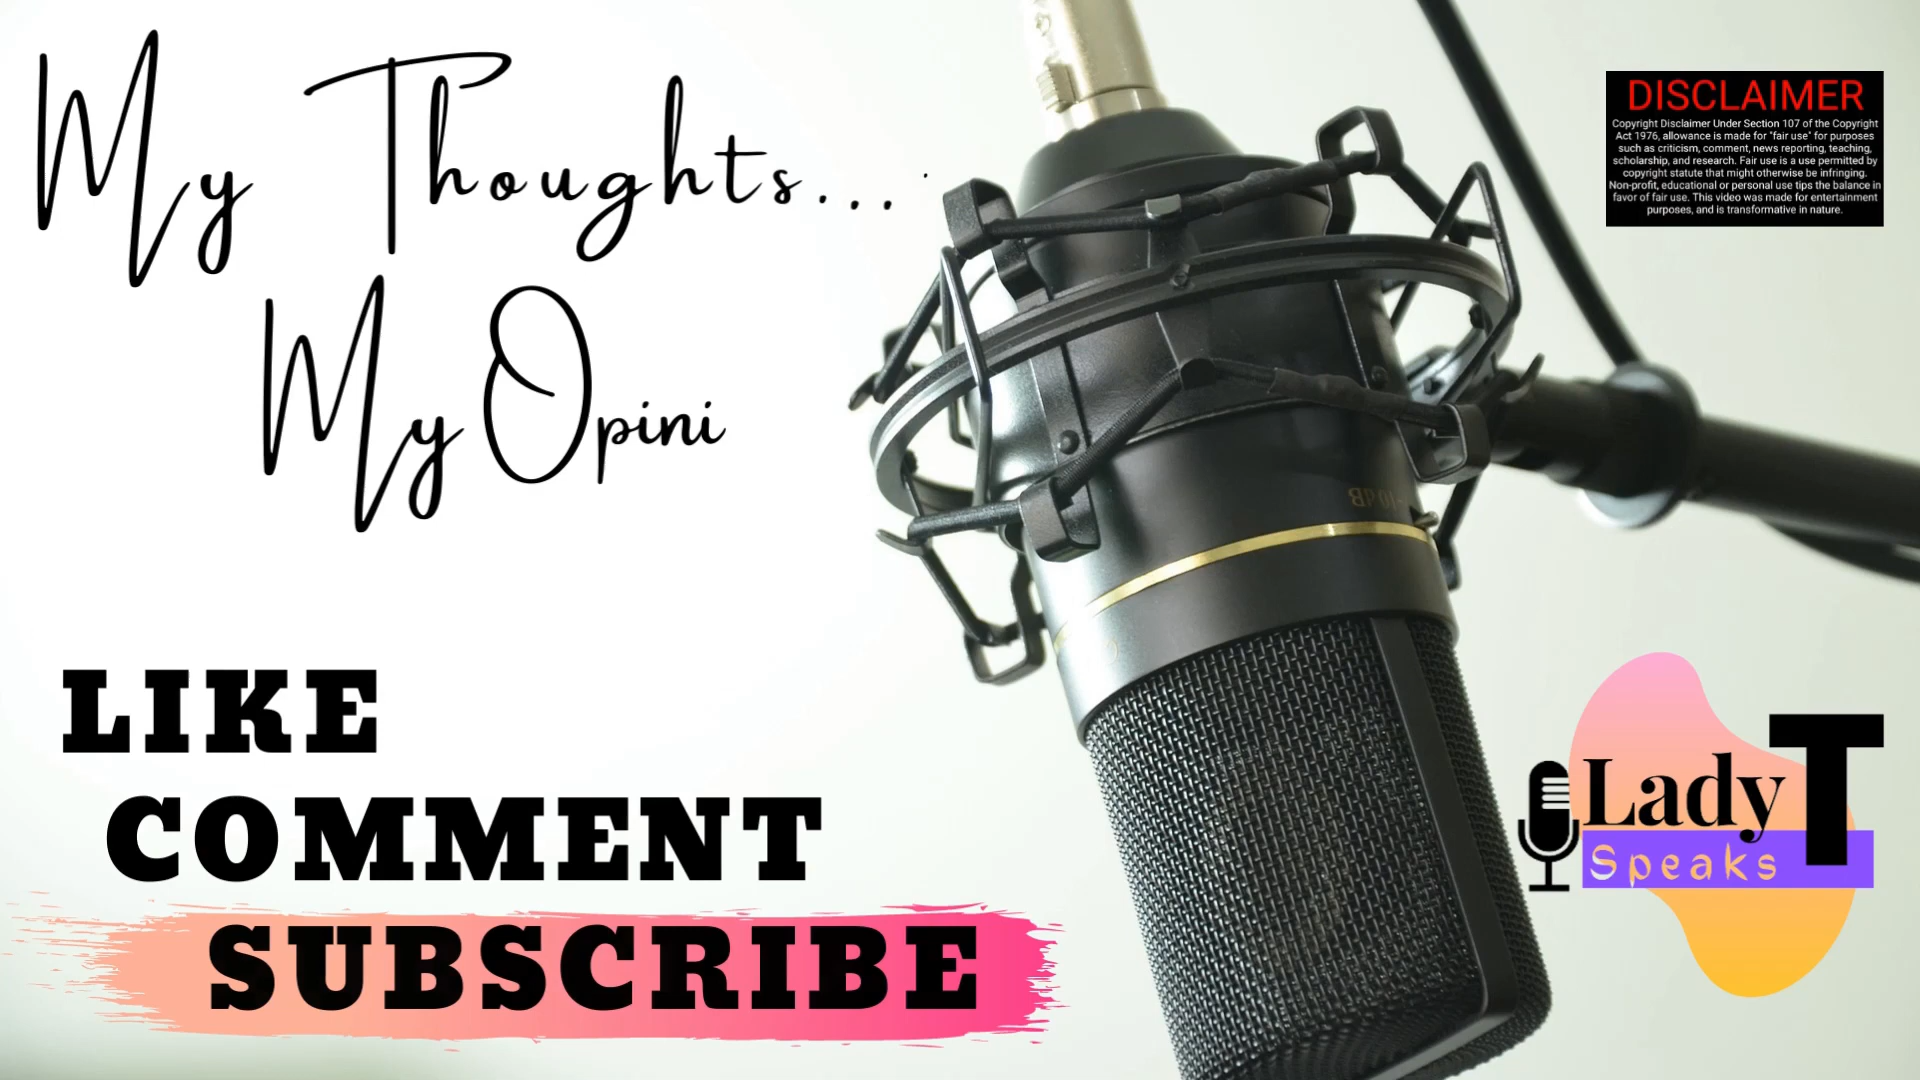 My Thoughts...
My Opini
LIKE
COMMENT
SUBSCRIBE
DISCLAIMER
Copyright Disclaimer Under Section 107 of the Copyright
Act 1976, allowance is made for "fair use" for purposes
such as criticism, comment, news reporting, teaching,
scholarship, and research. Fair use is a use permitted by
copyright statute that might otherwise be infringing.
Non-profit, educational or personal use tips the balance in
favor of fair use. This video was made for entertainment
purposes, and is transformative in nature.
-10dB
Lady T
Speaks